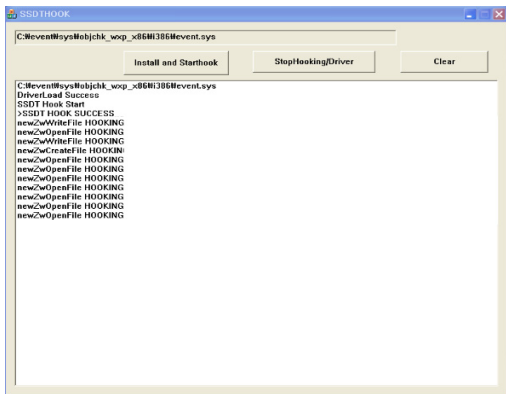 SSDTHOOK
C:₩event₩sys₩objchk_wxp_x86₩i386₩event.sys
Install and Starthook
StopHooking/Driver
Clear
C:₩event₩sys₩objchk_wxp_x86₩i386₩event.sys
DriverLoad Success
SSDT Hook Start
>SSDT HOOK SUCCESS
newZwWriteFile HOOKING
newZwOpenFile HOOKING
newZwWriteFile HOOKING
newZwCreateFile HOOKIN
newZwOpenFile HOOKING
newZwOpenFile HOOKING
newZwOpenFile HOOKING
newZwOpenFile HOOKING
newZwOpenFile HOOKING
newZwOpenFile HOOKING
newZwOpenFile HOOKING